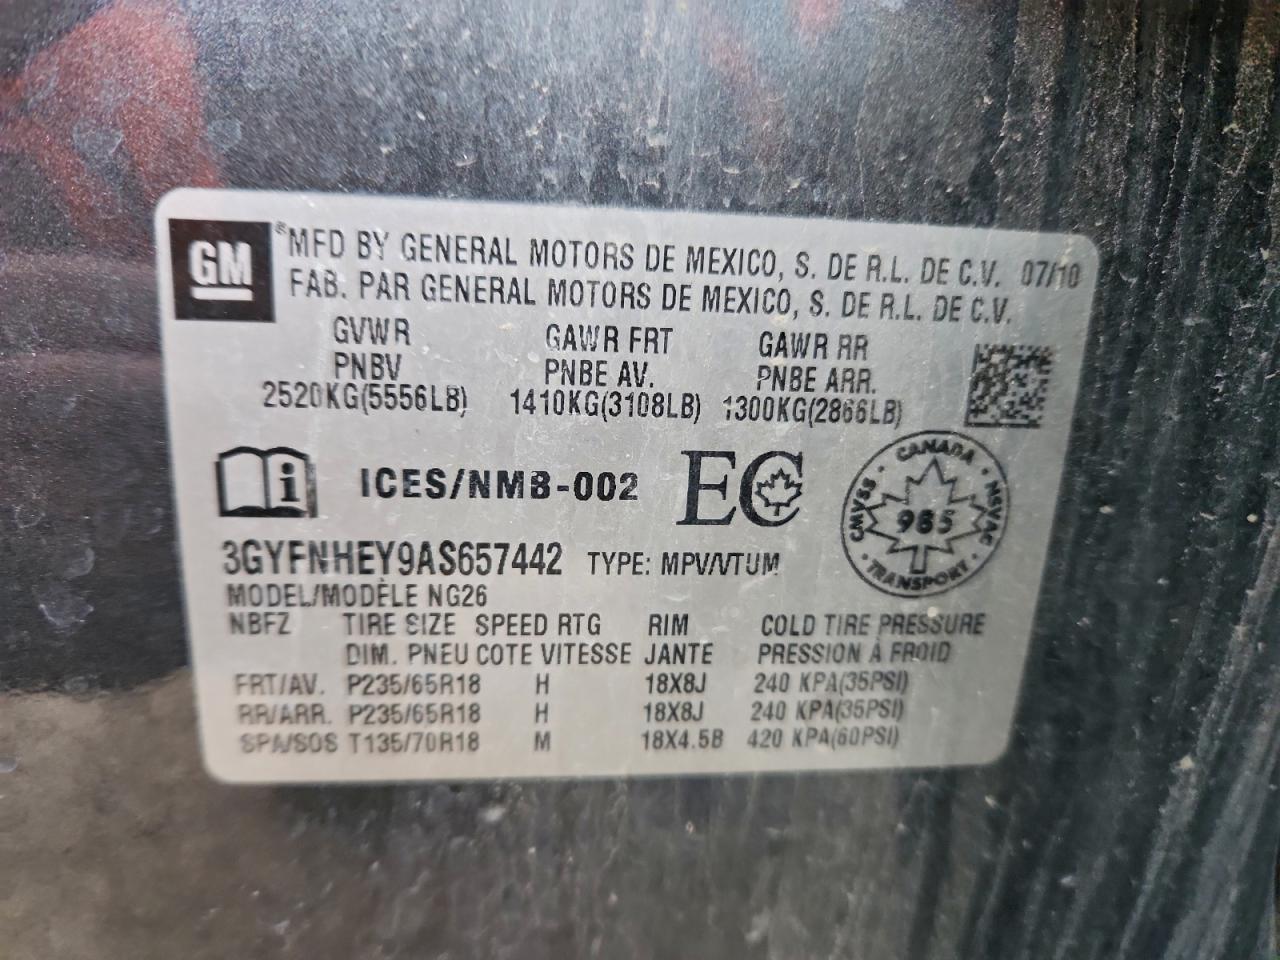 GM
®MFD BY GENERAL MOTORS DE MEXICO, S. DE R.L. DE C.V. 07/10
FAB. PAR GENERAL MOTORS DE MEXICO, S. DE R.L. DE C.V.
GVWR GAWR FRT GAWR RR
PNBV PNBE AV. PNBE ARR.
2520KG(5556LB) 1410KG(3108LB) 1300KG(2866LB)
i ICES/NMB-002 EC
CANADA
CMVSS 985 NSVAC
TRANSPORT
3GYFNHEY9AS657442 TYPE: MPV/VTUM
MODEL/MODÈLE NG26
NBFZ TIRE SIZE SPEED RTG RIM COLD TIRE PRESSURE
DIM. PNEU COTE VITESSE JANTE PRESSION À FROID
FRT/AV. P235/65R18 H 18X8J 240 KPA(35PSI)
RR/ARR. P235/65R18 H 18X8J 240 KPA(35PSI)
SPA/SOS T135/70R18 M 18X4.5B 420 KPA(60PSI)